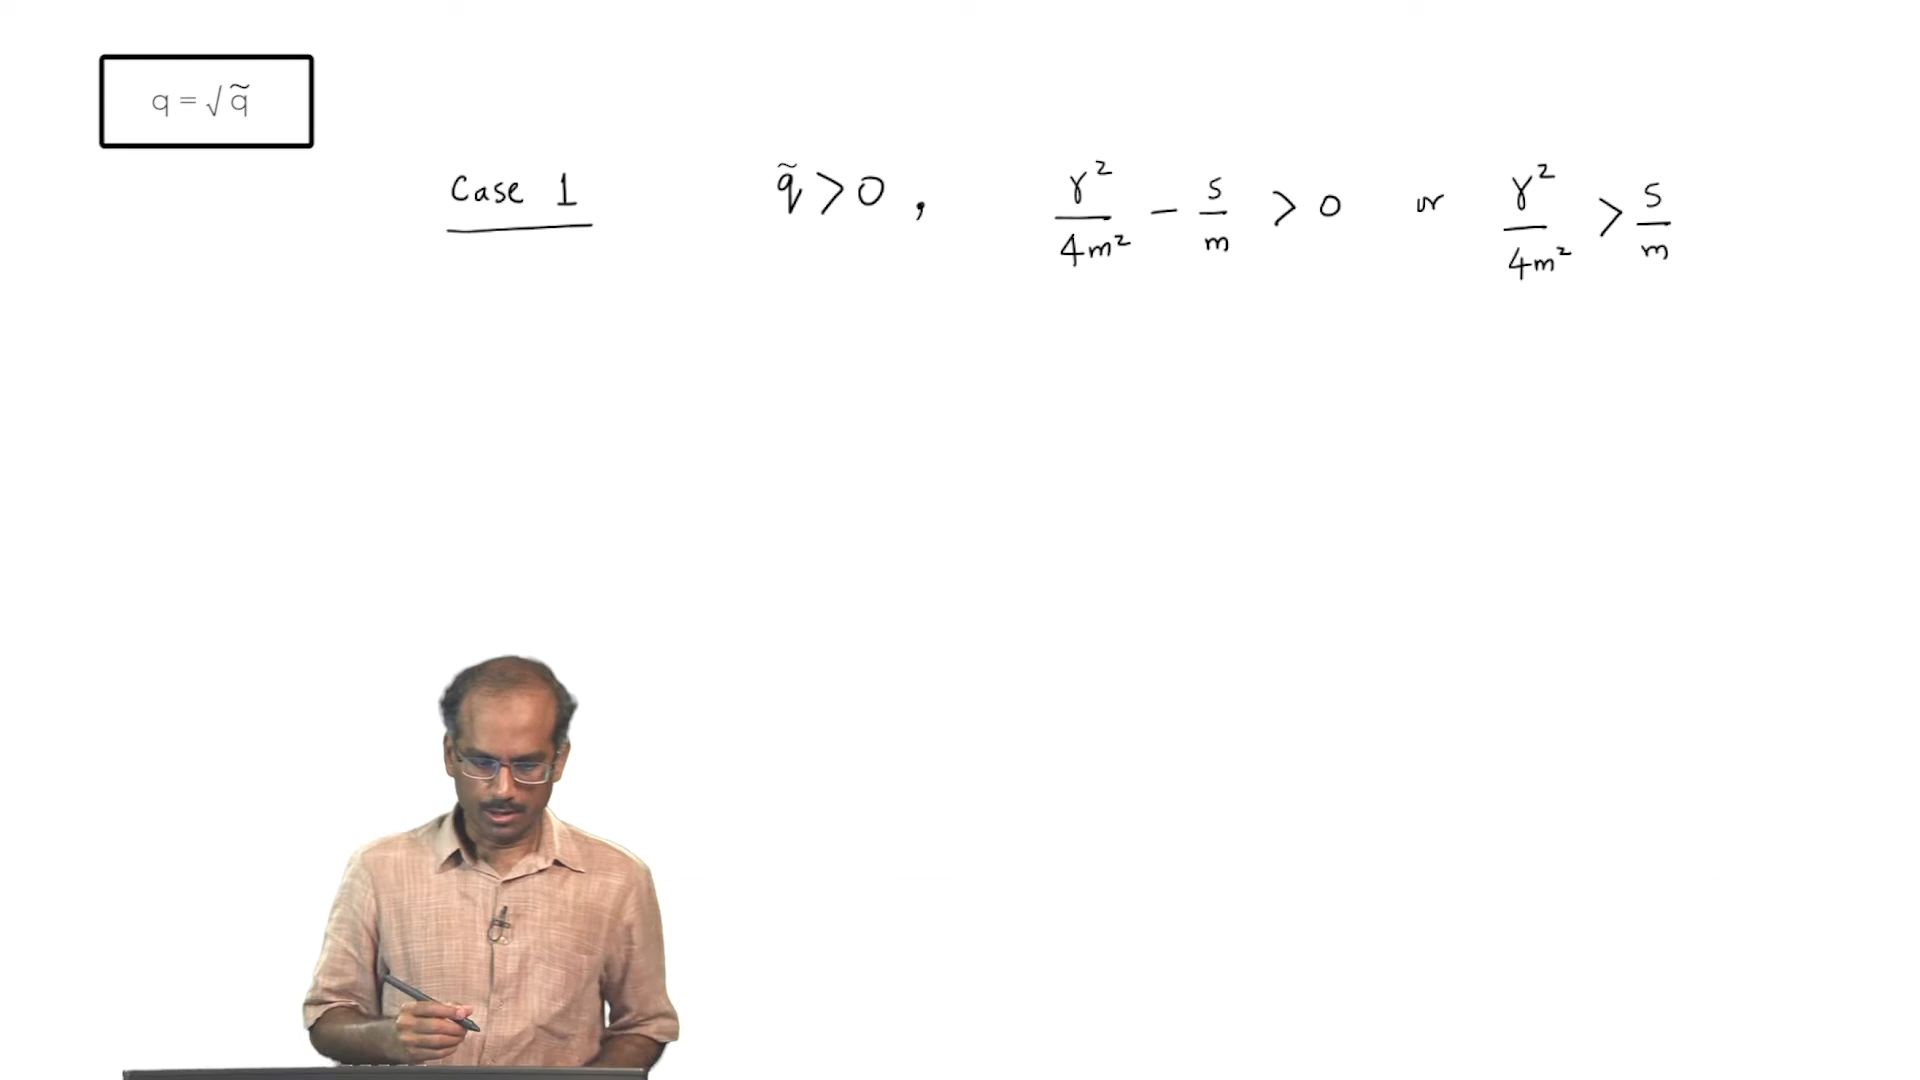 q = √q̃
Case 1 q̃ > 0 , γ²/4m² − s/m > 0 or γ²/4m² > s/m